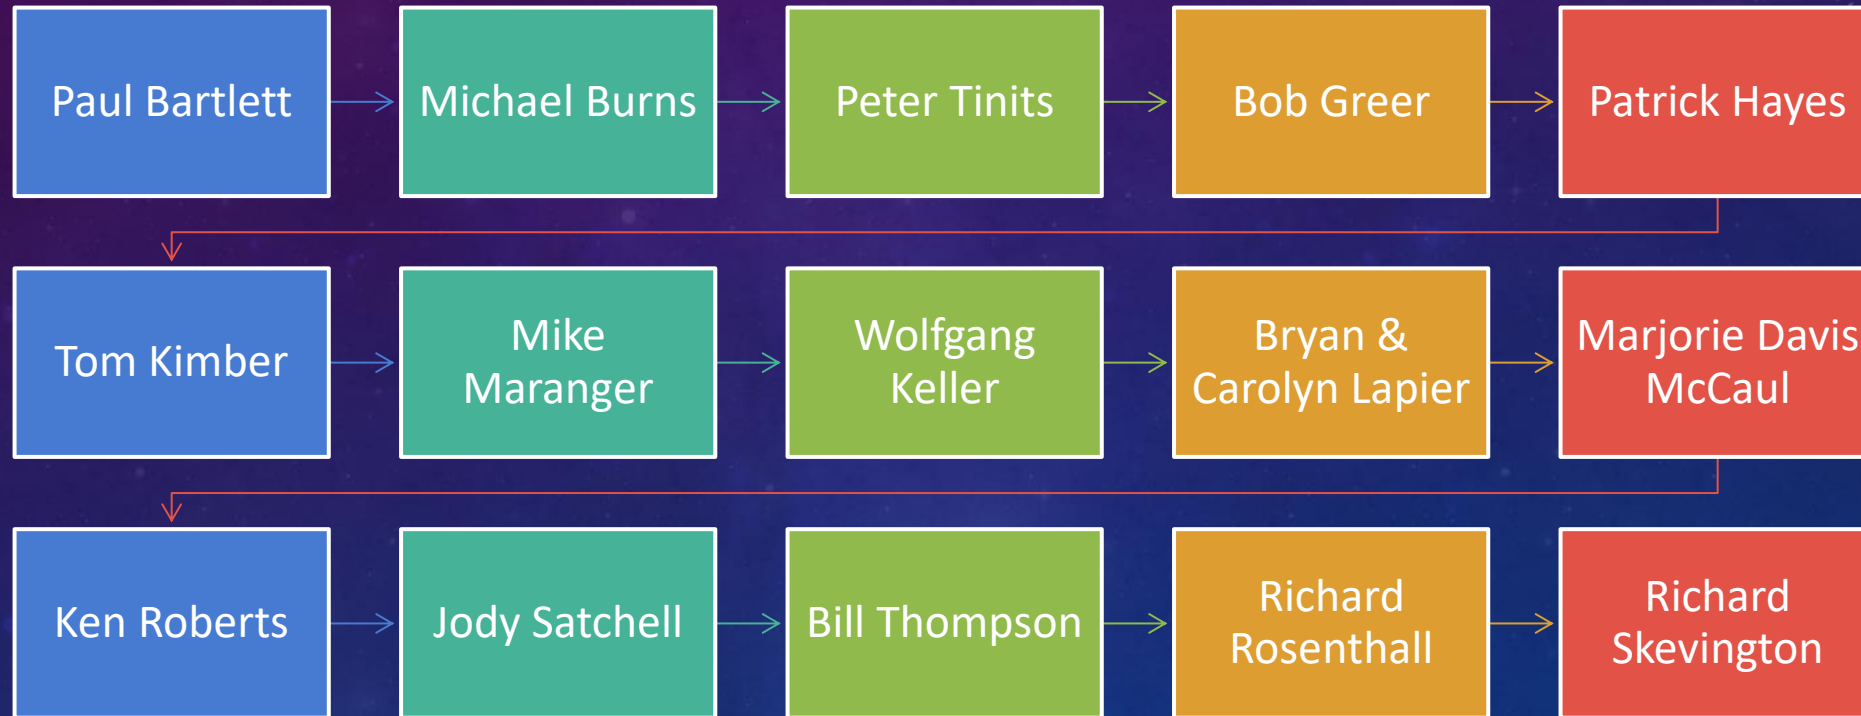 Paul Bartlett
Michael Burns
Peter Tinits
Bob Greer
Patrick Hayes
Tom Kimber
Mike
Maranger
Wolfgang
Keller
Bryan &
Carolyn Lapier
Marjorie Davis
McCaul
Ken Roberts
Jody Satchell
Bill Thompson
Richard
Rosenthall
Richard
Skevington